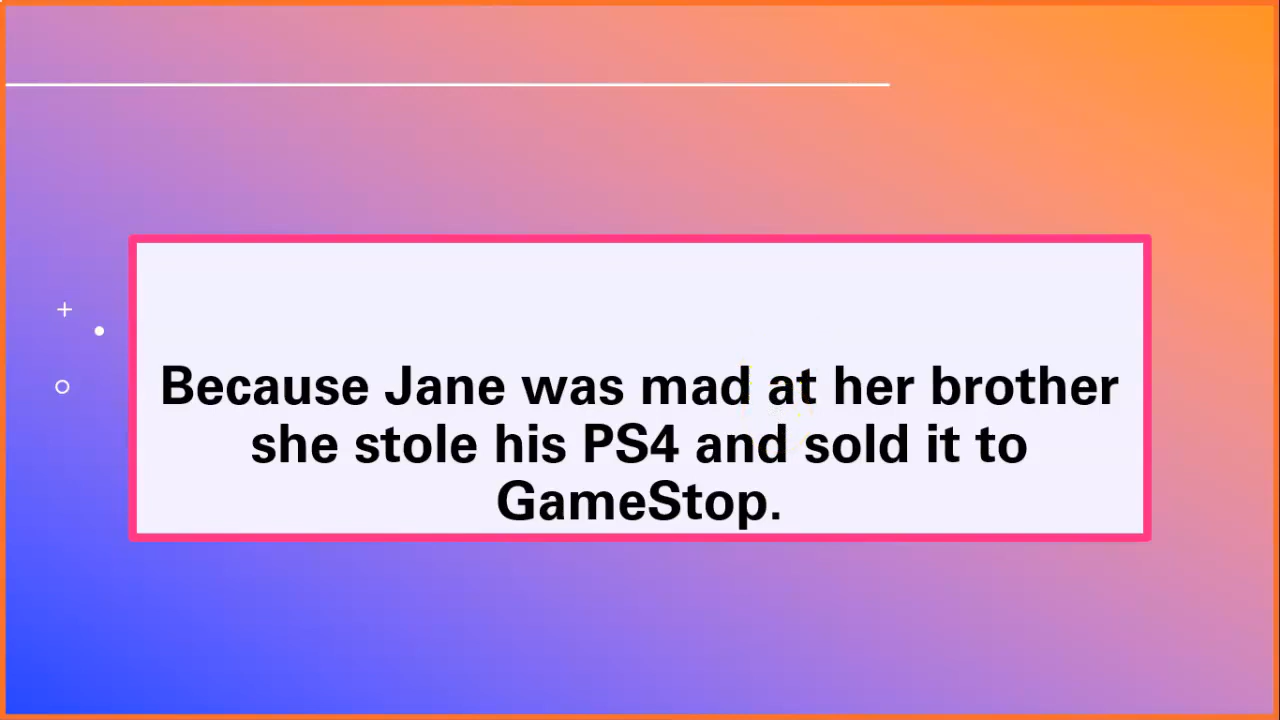 Because Jane was mad at her brother
she stole his PS4 and sold it to
GameStop.